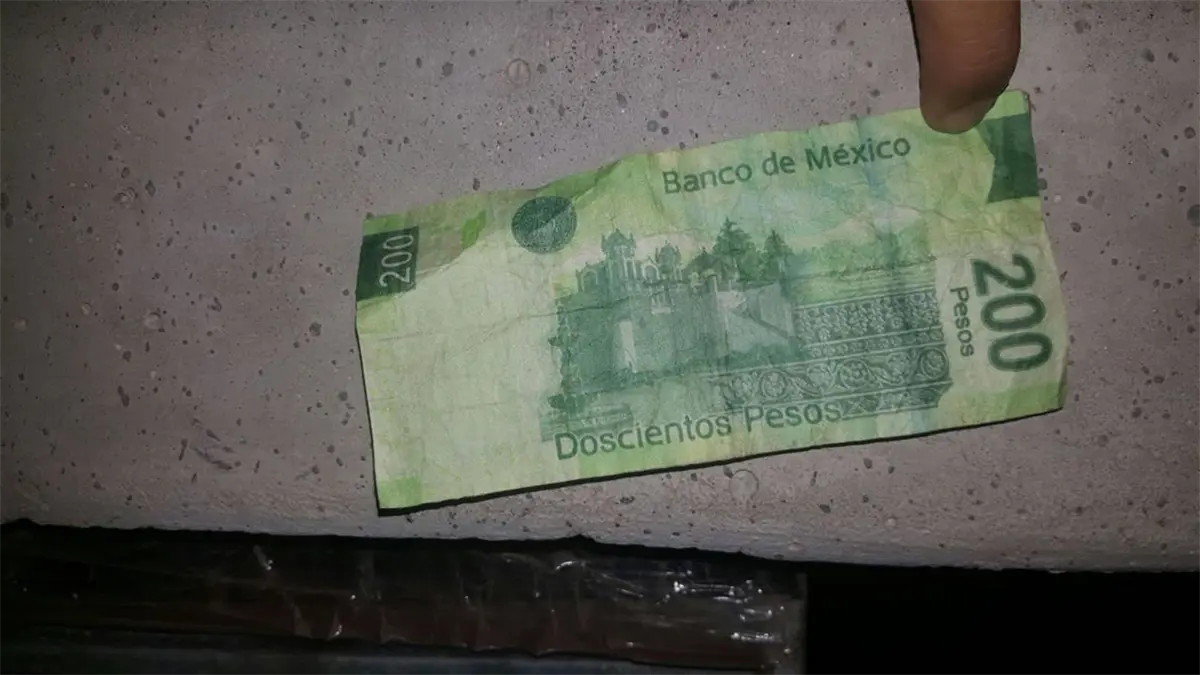 Banco de México
200
200
Pesos
Doscientos Pesos